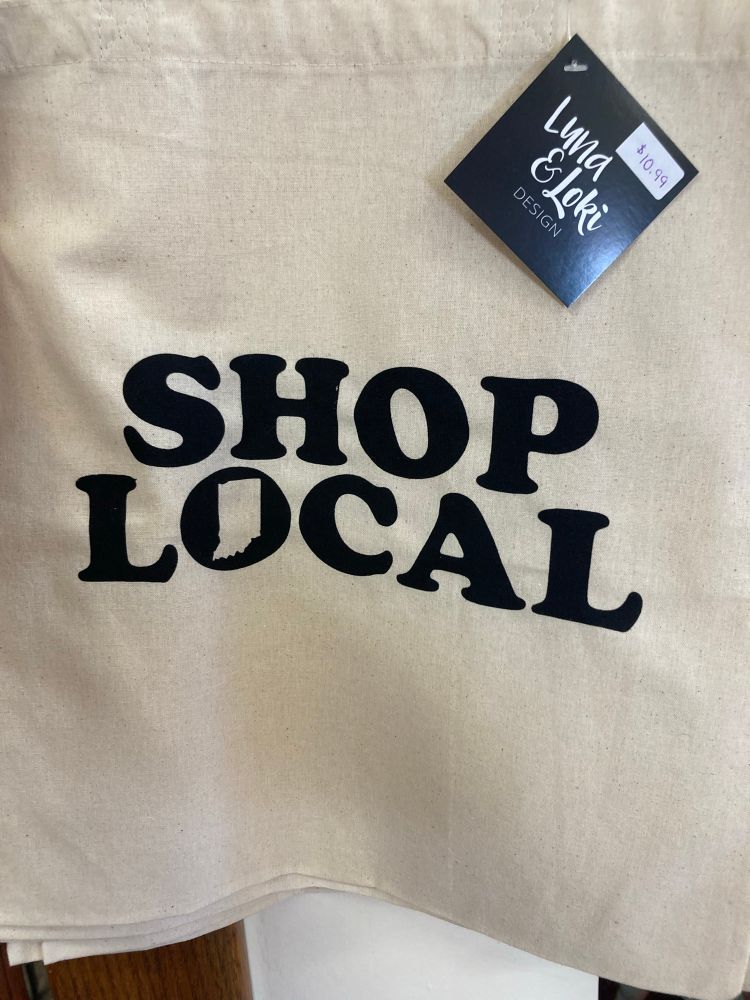 Luna
& Loki
DESIGN
$10.99
SHOP
LOCAL